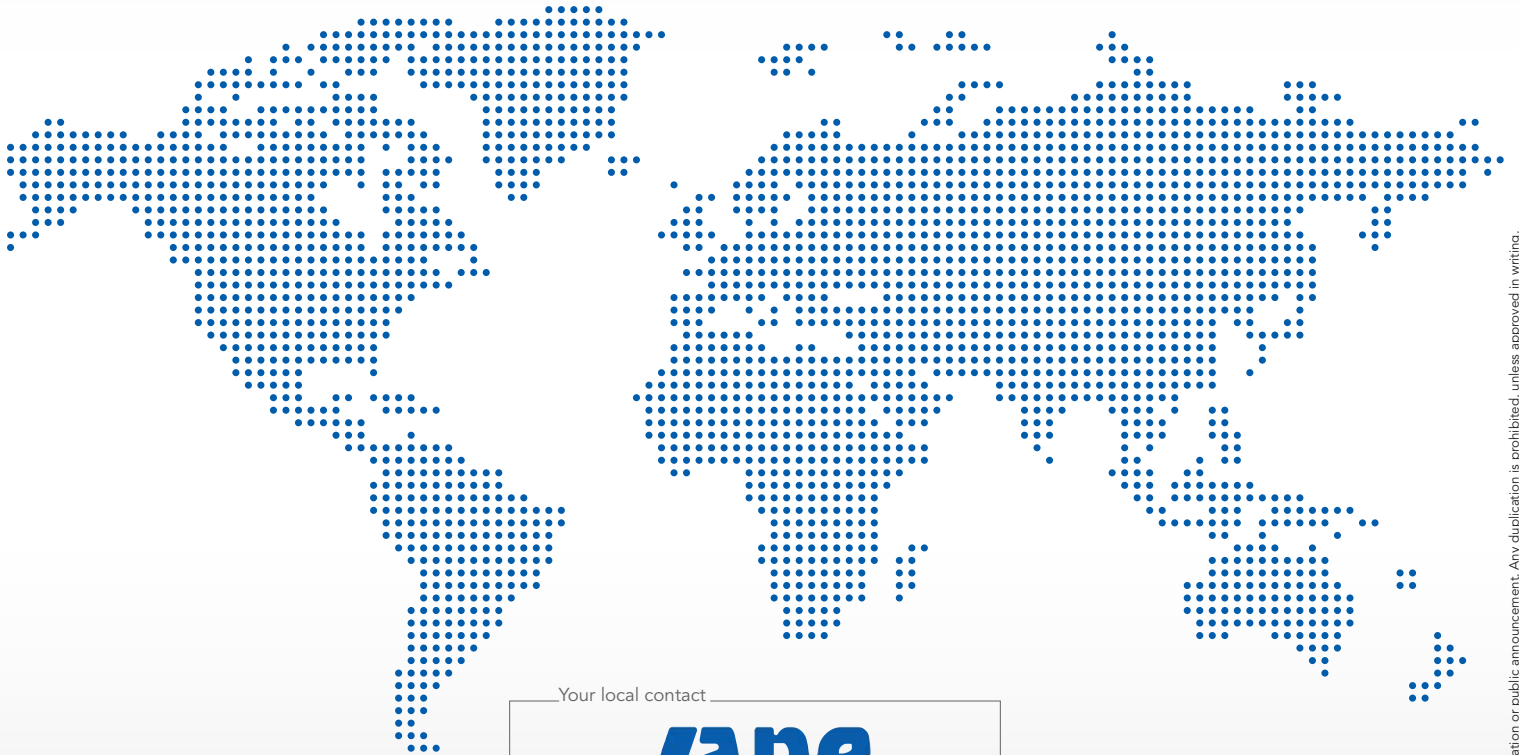 Your local contact
ation or public announcement. Any duplication is prohibited, unless approved in writing.